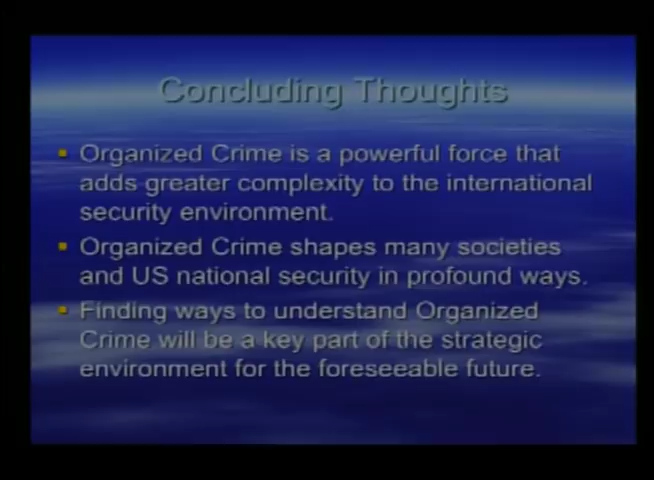 Concluding Thoughts
Organized Crime is a powerful force that
adds greater complexity to the international
security environment.
Organized Crime shapes many societies
and US national security in profound ways.
Finding ways to understand Organized
Crime will be a key part of the strategic
environment for the foreseeable future.